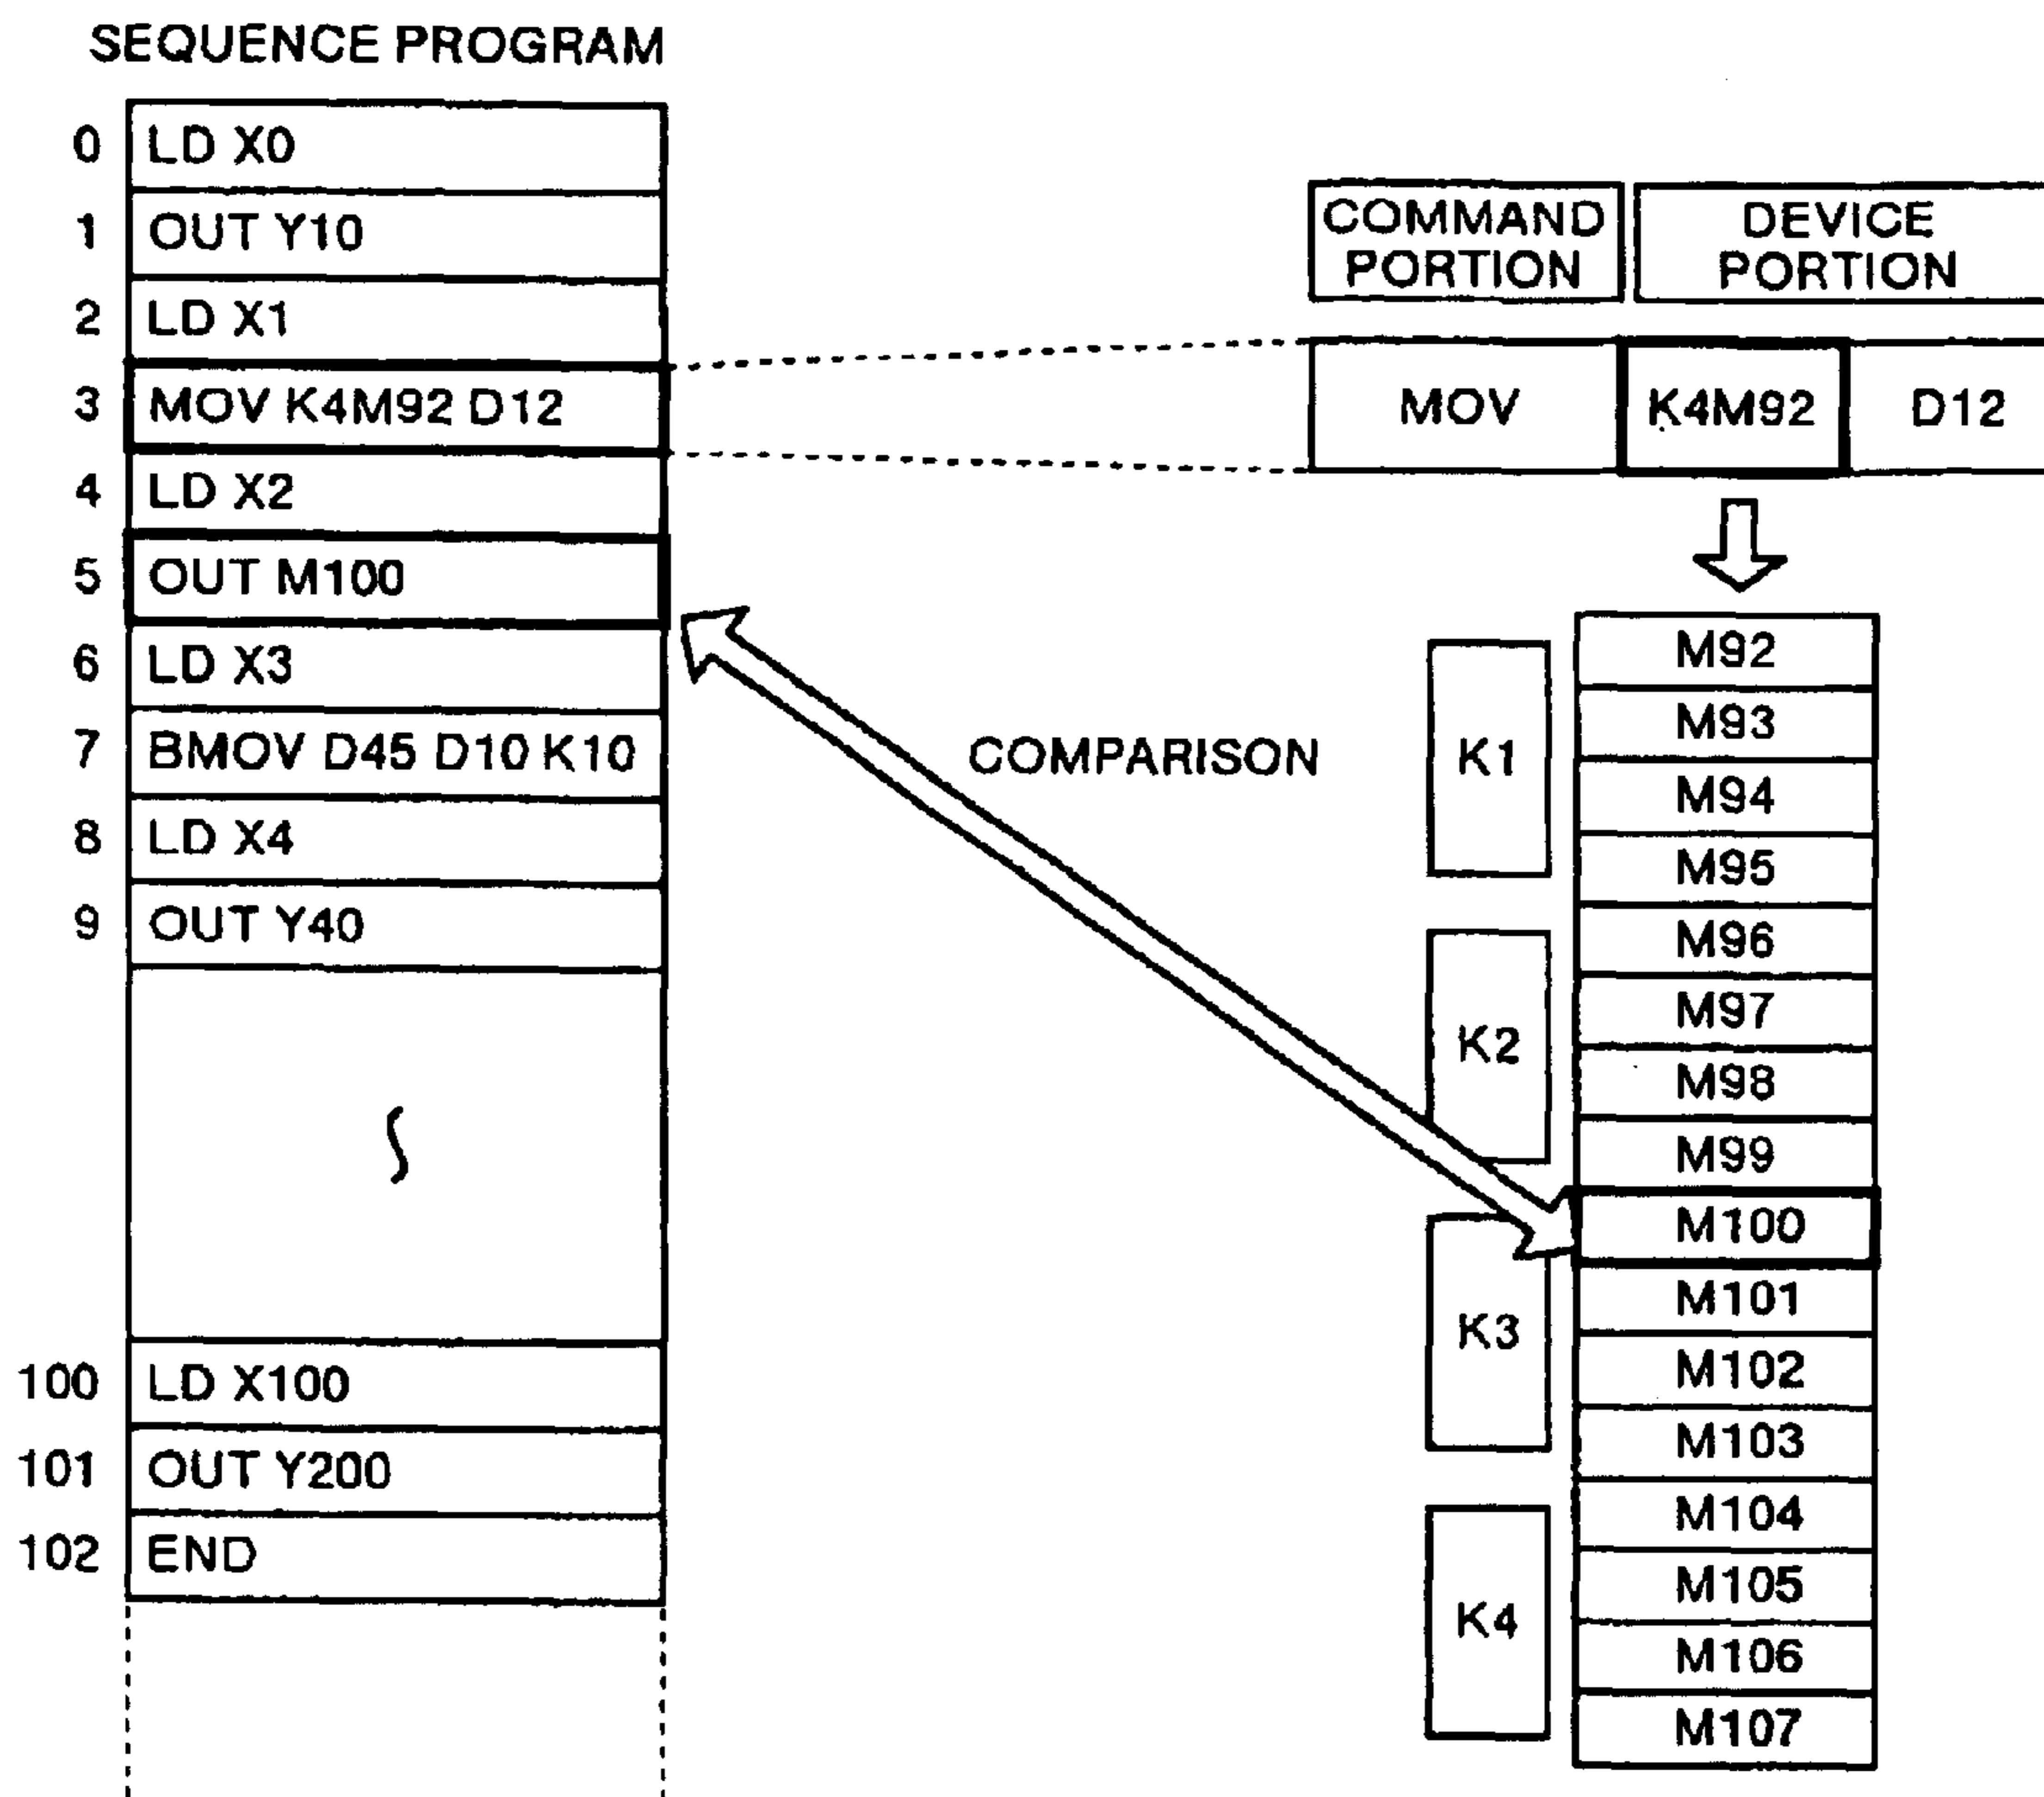 SEQUENCE PROGRAM
0 LD X0
1 OUT Y10
2 LD X1
3 MOV K4M92 D12
4 LD X2
5 OUT M100
6 LD X3
7 BMOV D45 D10 K10
8 LD X4
9 OUT Y40
100 LD X100
101 OUT Y200
102 END
COMMAND
PORTION
DEVICE
PORTION
MOV K4M92 D12
COMPARISON
K1
K2
K3
K4
M92
M93
M94
M95
M96
M97
M98
M99
M100
M101
M102
M103
M104
M105
M106
M107